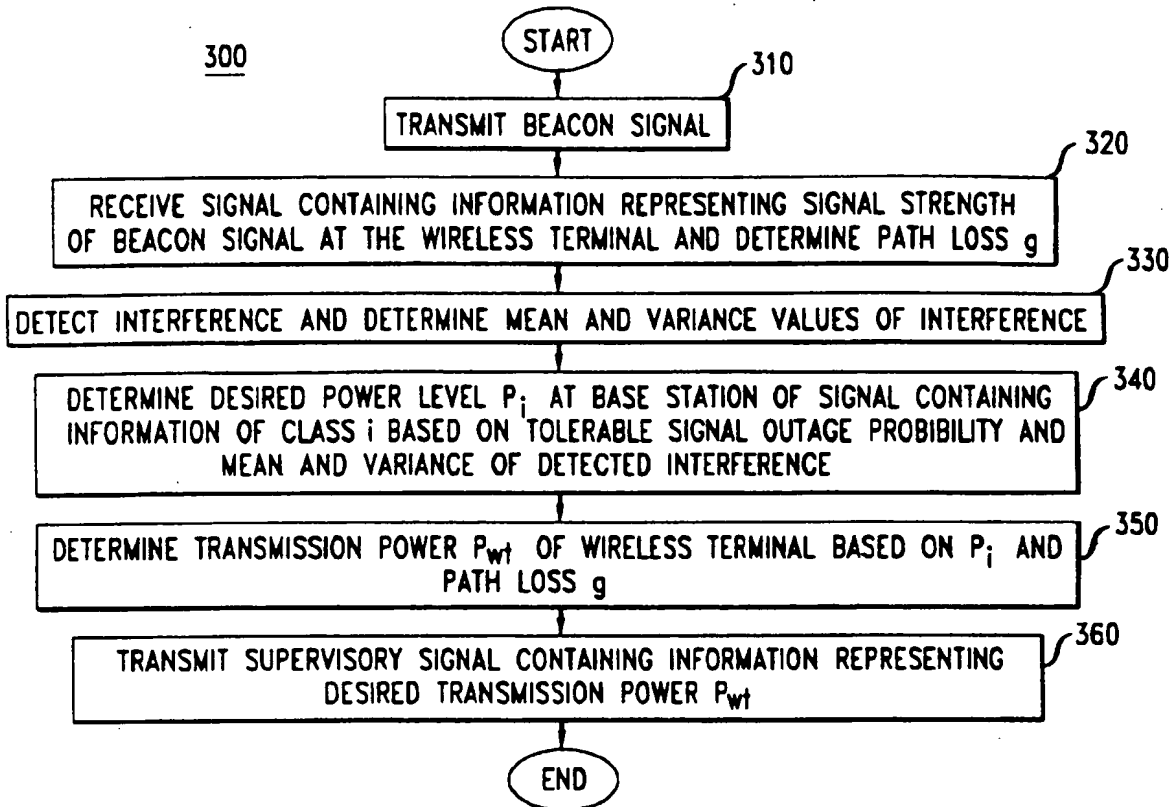 START
300
310
TRANSMIT BEACON SIGNAL
320
RECEIVE SIGNAL CONTAINING INFORMATION REPRESENTING SIGNAL STRENGTH
OF BEACON SIGNAL AT THE WIRELESS TERMINAL AND DETERMINE PATH LOSS g
330
DETECT INTERFERENCE AND DETERMINE MEAN AND VARIANCE VALUES OF INTERFERENCE
340
DETERMINE DESIRED POWER LEVEL Pi AT BASE STATION OF SIGNAL CONTAINING
INFORMATION OF CLASS i BASED ON TOLERABLE SIGNAL OUTAGE PROBIBILITY AND
MEAN AND VARIANCE OF DETECTED INTERFERENCE
350
DETERMINE TRANSMISSION POWER Pwt OF WIRELESS TERMINAL BASED ON Pi AND
PATH LOSS g
360
TRANSMIT SUPERVISORY SIGNAL CONTAINING INFORMATION REPRESENTING
DESIRED TRANSMISSION POWER Pwt
END